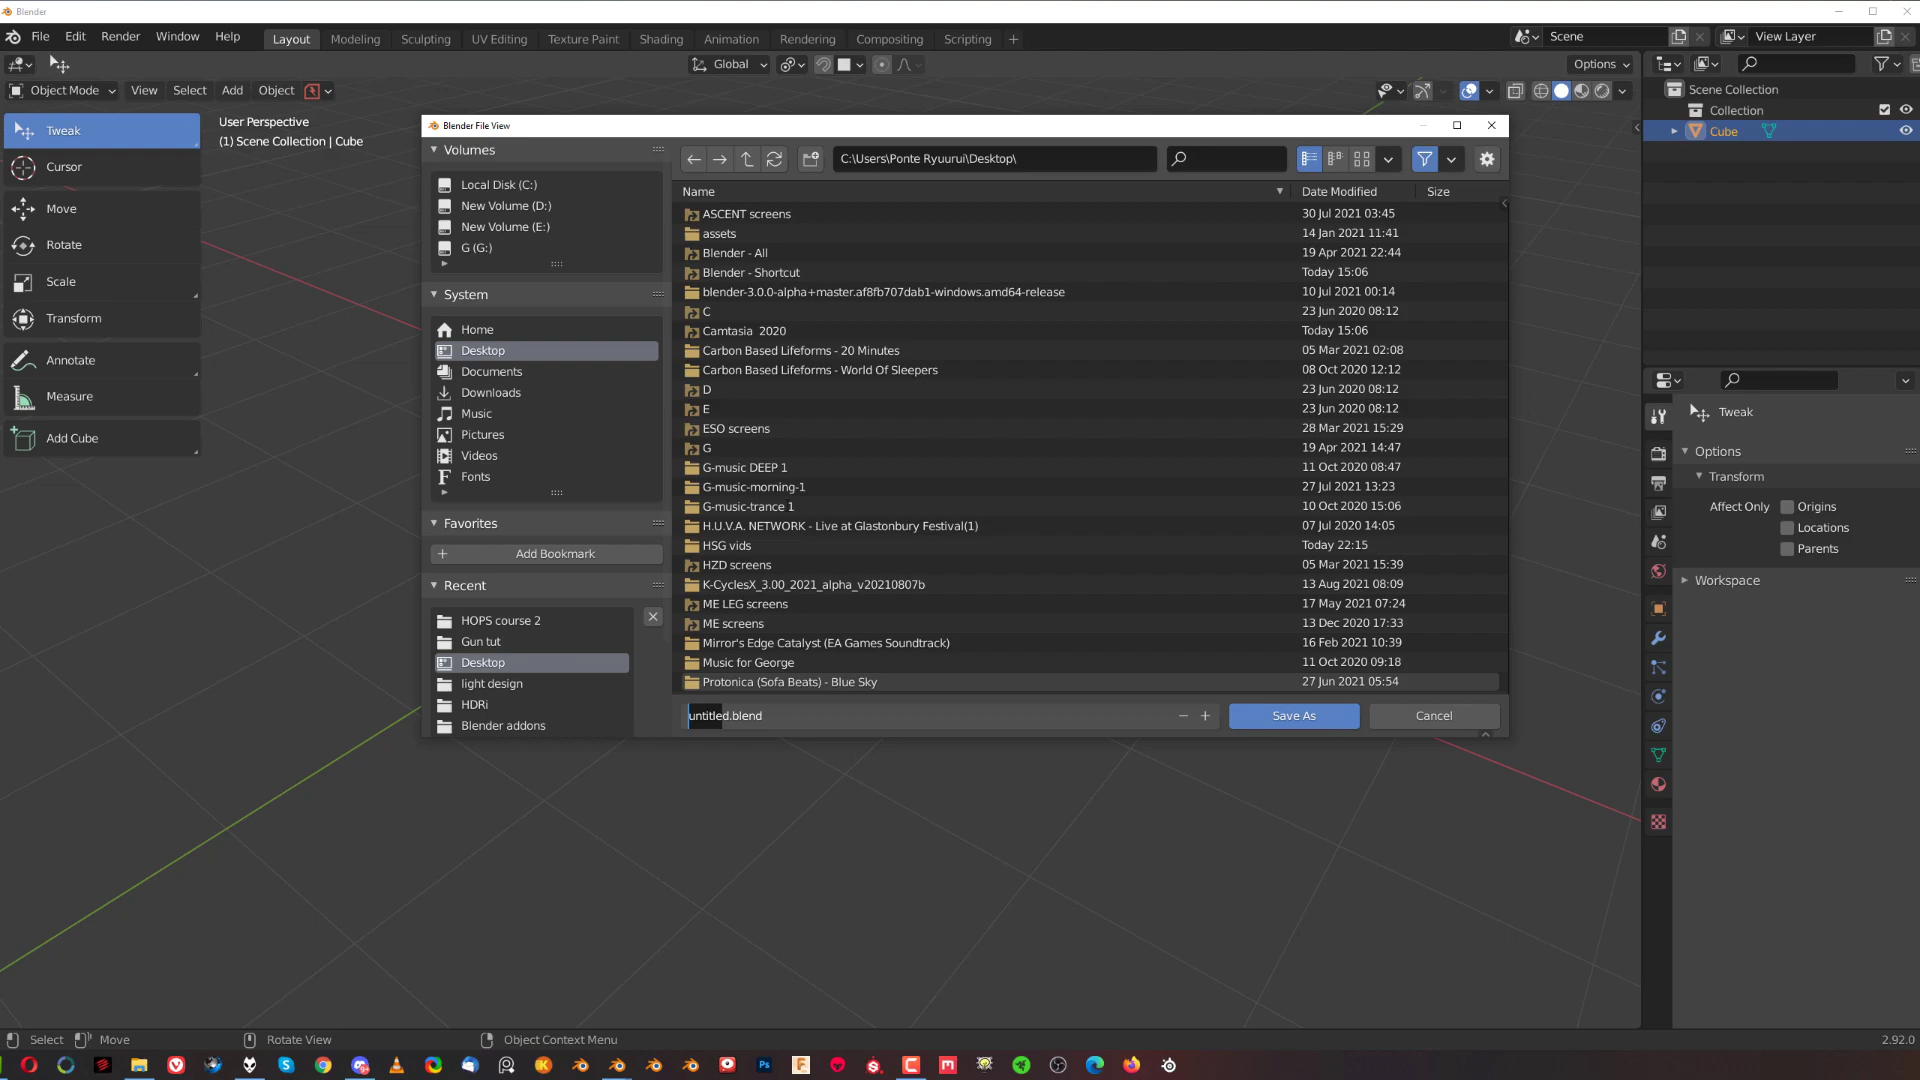 Blender
File Edit Render Window Help Layout Modeling Sculpting UV Editing Texture Paint Shading Animation Rendering Compositing Scripting + Scene View Layer
Global Options
Object Mode View Select Add Object
Scene Collection
Collection
Cube
Tweak
Cursor
Move
Rotate
Scale
Transform
Annotate
Measure
Add Cube
User Perspective
(1) Scene Collection | Cube
Blender File View
Volumes
Local Disk (C:)
New Volume (D:)
New Volume (E:)
G (G:)
System
Home
Desktop
Documents
Downloads
Music
Pictures
Videos
Fonts
Favorites
Add Bookmark
Recent
HOPS course 2
Gun tut
Desktop
light design
HDRi
Blender addons
C:\Users\Ponte Ryuurui\Desktop\
Name Date Modified Size
ASCENT screens 30 Jul 2021 03:45
assets 14 Jan 2021 11:41
Blender - All 19 Apr 2021 22:44
Blender - Shortcut Today 15:06
blender-3.0.0-alpha+master.af8fb707dab1-windows.amd64-release 10 Jul 2021 00:14
C 23 Jun 2020 08:12
Camtasia  2020 Today 15:06
Carbon Based Lifeforms - 20 Minutes 05 Mar 2021 02:08
Carbon Based Lifeforms - World Of Sleepers 08 Oct 2020 12:12
D 23 Jun 2020 08:12
E 23 Jun 2020 08:12
ESO screens 28 Mar 2021 15:29
G 19 Apr 2021 14:47
G-music DEEP 1 11 Oct 2020 08:47
G-music-morning-1 27 Jul 2021 13:23
G-music-trance 1 10 Oct 2020 15:06
H.U.V.A. NETWORK - Live at Glastonbury Festival(1) 07 Jul 2020 14:05
HSG vids Today 22:15
HZD screens 05 Mar 2021 15:39
K-CyclesX_3.00_2021_alpha_v20210807b 13 Aug 2021 08:09
ME LEG screens 17 May 2021 07:24
ME screens 13 Dec 2020 17:33
Mirror's Edge Catalyst (EA Games Soundtrack) 16 Feb 2021 10:39
Music for George 11 Oct 2020 09:18
Protonica (Sofa Beats) - Blue Sky 27 Jun 2021 05:54
untitled.blend Save As Cancel
Tweak
Options
Transform
Affect Only Origins
Locations
Parents
Workspace
Select Move Rotate View Object Context Menu 2.92.0